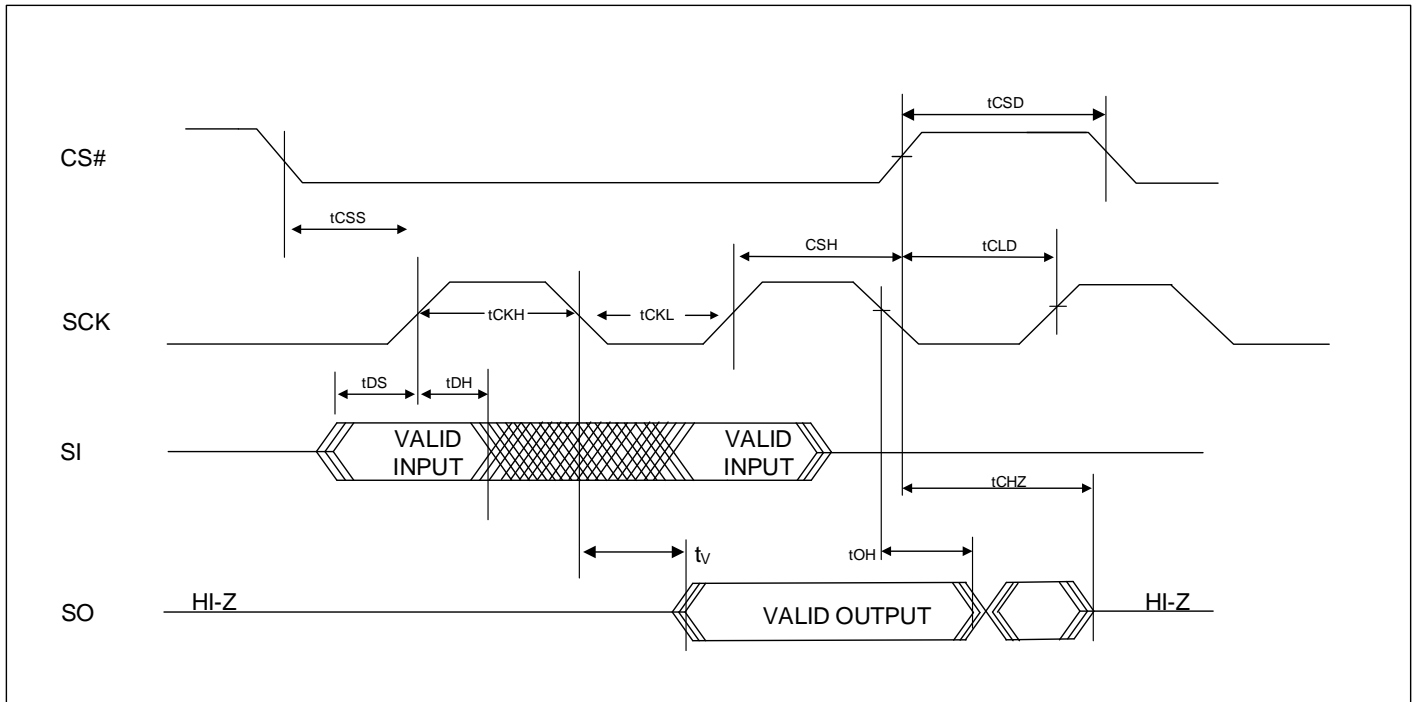 tCSD
CS#
tCSS
CSH
tCLD
SCK
tCKH
tCKL
tDS
tDH
SI
VALID
INPUT
VALID
INPUT
tCHZ
tV
tOH
SO
HI-Z
VALID OUTPUT
HI-Z